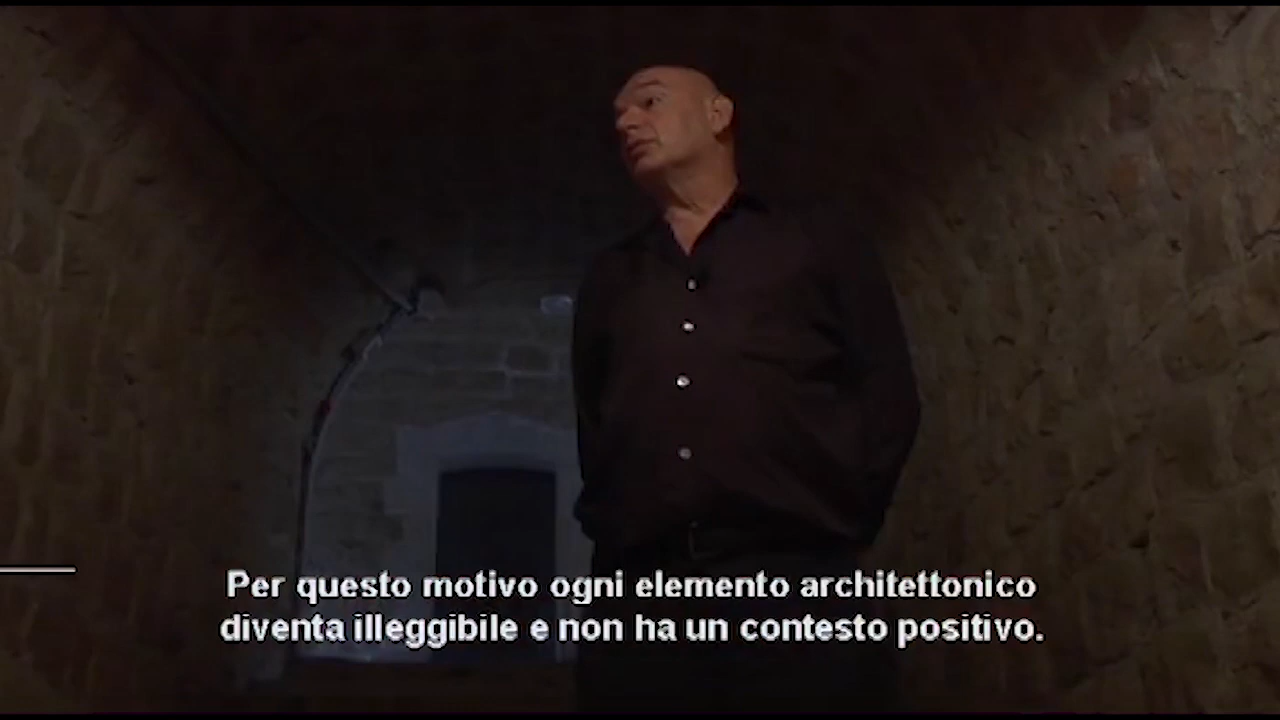 Per questo motivo ogni elemento architettonico
diventa illeggibile e non ha un contesto positivo.